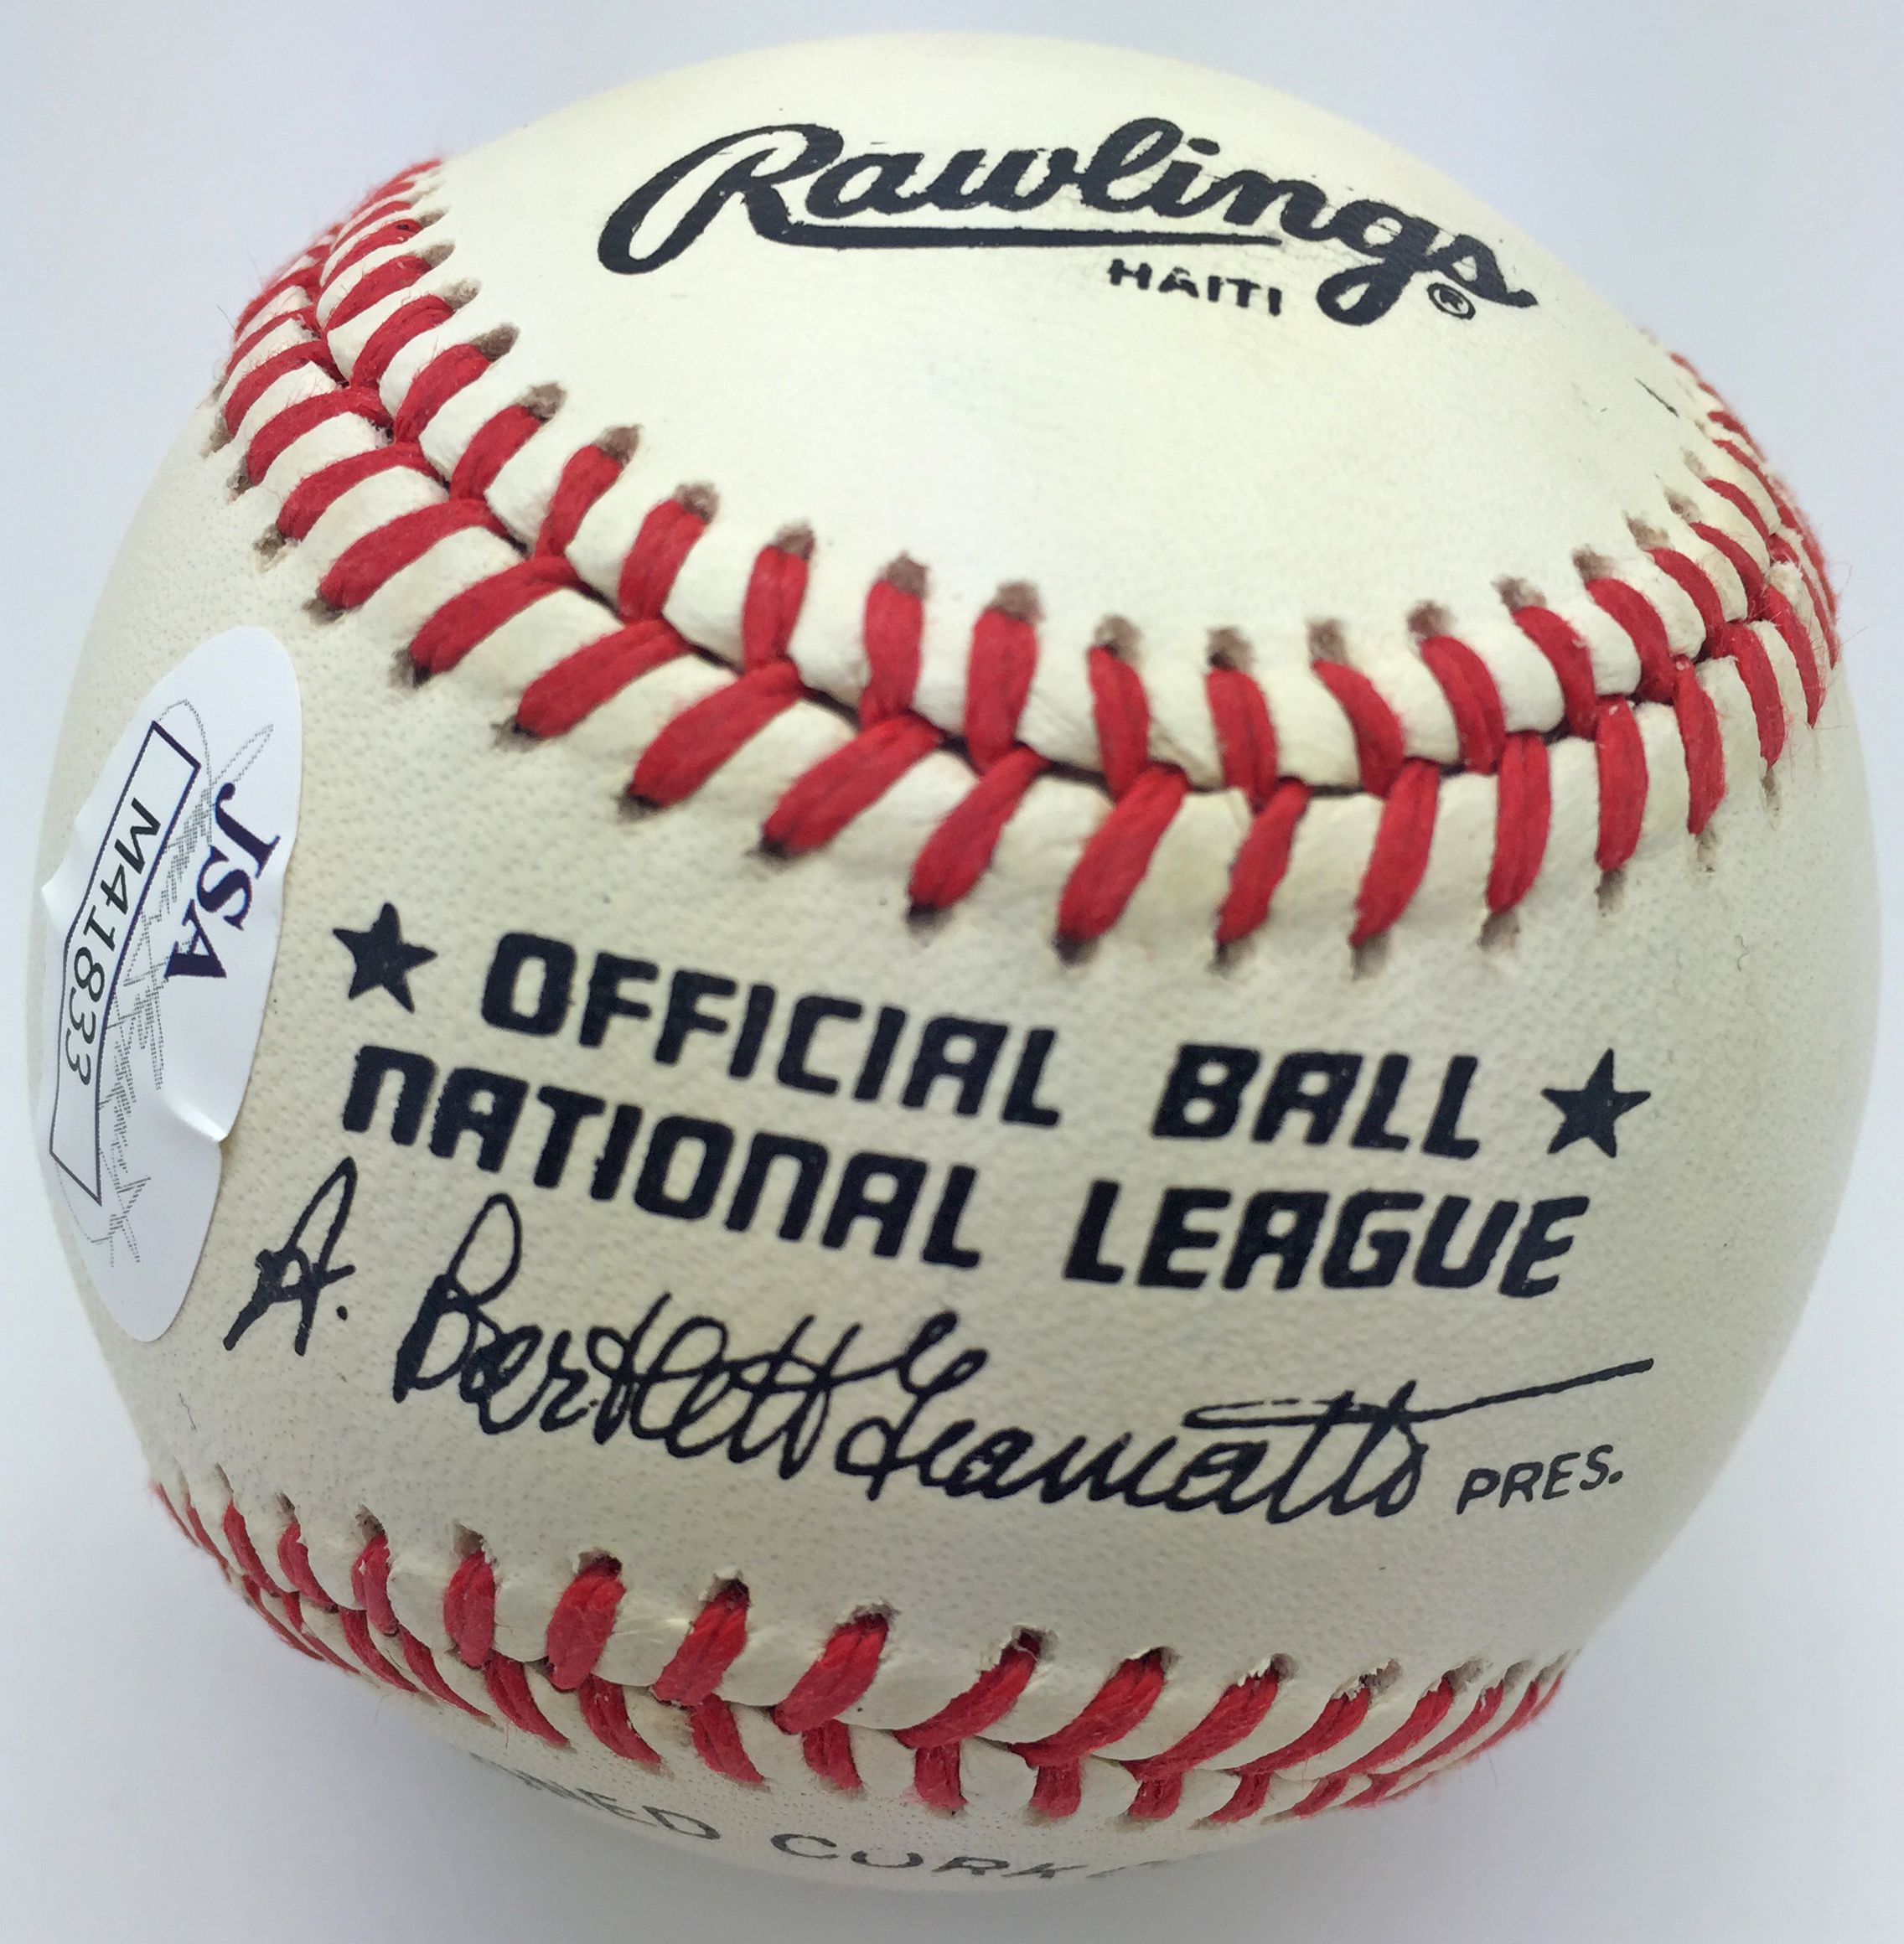 Rawlings ®
HAITI
JSA
M41833
★ OFFICIAL BALL ★
NATIONAL LEAGUE
A. Bartlett Giamatti PRES.